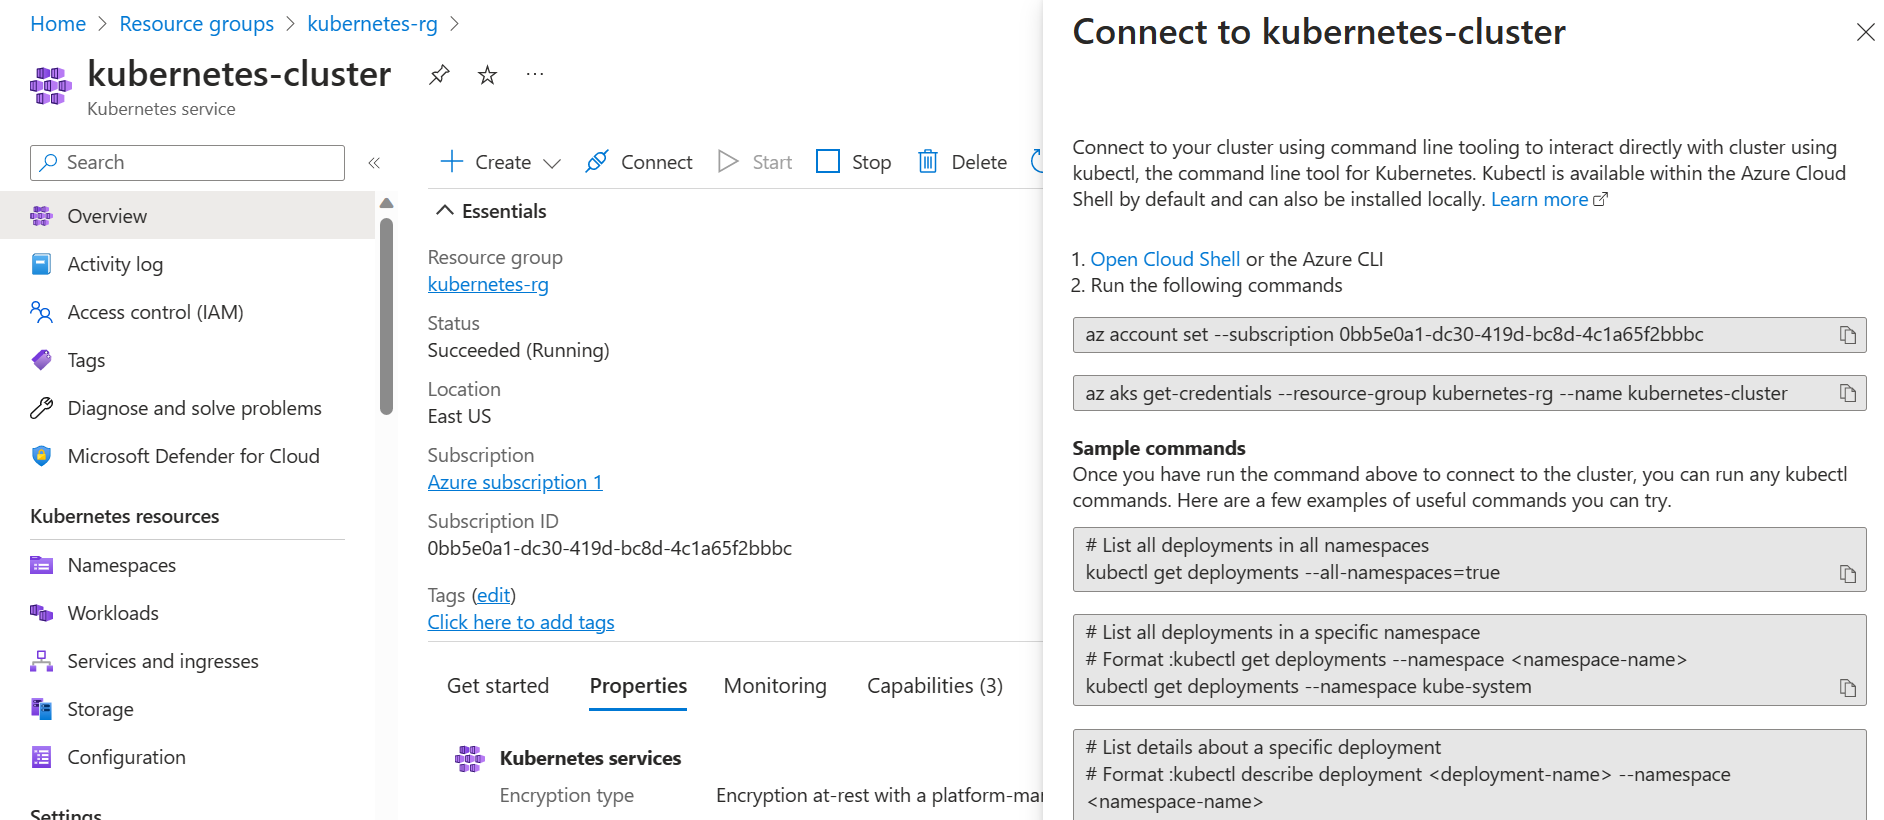 Home > Resource groups > kubernetes-rg >
kubernetes-cluster
Kubernetes service
Search
Overview
Activity log
Access control (IAM)
Tags
Diagnose and solve problems
Microsoft Defender for Cloud
Kubernetes resources
Namespaces
Workloads
Services and ingresses
Storage
Configuration
Settings
Create
Connect
Start
Stop
Delete
Essentials
Resource group
kubernetes-rg
Status
Succeeded (Running)
Location
East US
Subscription
Azure subscription 1
Subscription ID
0bb5e0a1-dc30-419d-bc8d-4c1a65f2bbbc
Tags (edit)
Click here to add tags
Get started
Properties
Monitoring
Capabilities (3)
Kubernetes services
Encryption type
Encryption at-rest with a platform-ma
Connect to kubernetes-cluster
Connect to your cluster using command line tooling to interact directly with cluster using
kubectl, the command line tool for Kubernetes. Kubectl is available within the Azure Cloud
Shell by default and can also be installed locally. Learn more
1. Open Cloud Shell or the Azure CLI
2. Run the following commands
az account set --subscription 0bb5e0a1-dc30-419d-bc8d-4c1a65f2bbbc
az aks get-credentials --resource-group kubernetes-rg --name kubernetes-cluster
Sample commands
Once you have run the command above to connect to the cluster, you can run any kubectl
commands. Here are a few examples of useful commands you can try.
# List all deployments in all namespaces
kubectl get deployments --all-namespaces=true
# List all deployments in a specific namespace
# Format :kubectl get deployments --namespace <namespace-name>
kubectl get deployments --namespace kube-system
# List details about a specific deployment
# Format :kubectl describe deployment <deployment-name> --namespace
<namespace-name>